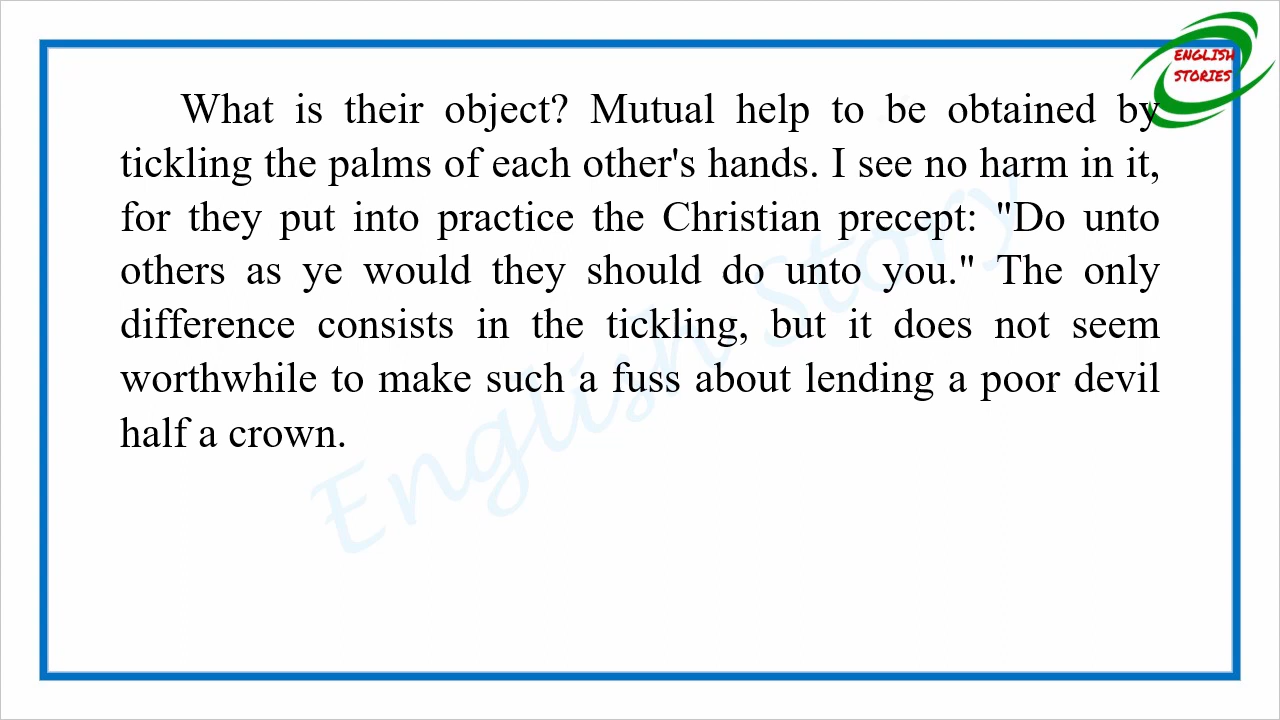 ENGLISH
STORIES
What is their object? Mutual help to be obtained by
tickling the palms of each other's hands. I see no harm in it,
for they put into practice the Christian precept: "Do unto
others as ye would they should do unto you." The only
difference consists in the tickling, but it does not seem
worthwhile to make such a fuss about lending a poor devil
half a crown.
English Story